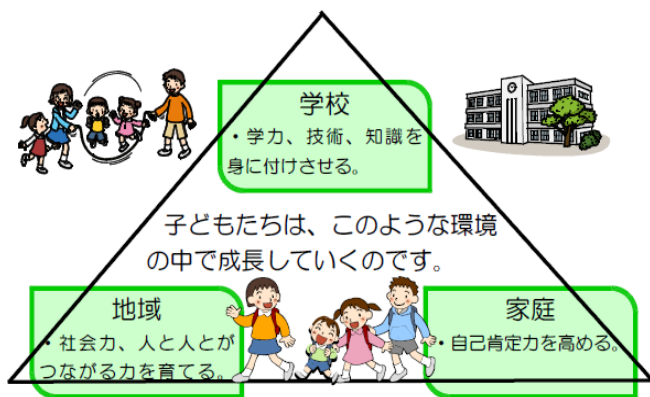 学校
・学力、技術、知識を
身に付けさせる。
子どもたちは、このような環境
の中で成長していくのです。
地域
・社会力、人と人とが
つながる力を育てる。
家庭
・自己肯定力を高める。